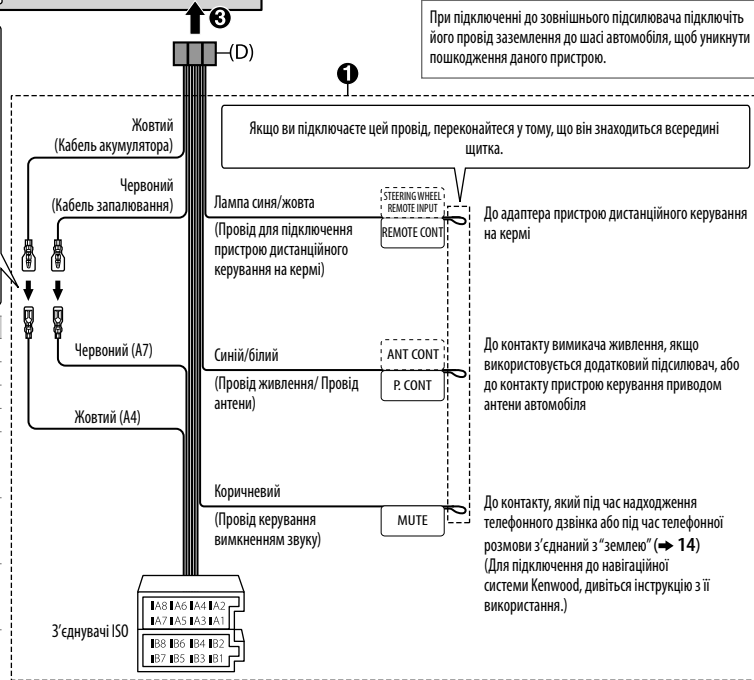 При підключенні до зовнішнього підсилювача підключіть
його провід заземлення до шасі автомобіля, щоб уникнути
пошкодження даного пристрою.
❸
(D)
❶
Якщо ви підключаєте цей провід, переконайтеся у тому, що він знаходиться всередині
щитка.
Жовтий
(Кабель акумулятора)
Червоний
(Кабель запалювання)
Лампа синя/жовта
(Провід для підключення
пристрою дистанційного
керування на кермі)
STEERING WHEEL
REMOTE INPUT
REMOTE CONT
До адаптера пристрою дистанційного керування
на кермі
Червоний (A7)
Жовтий (A4)
Синій/білий
(Провід живлення/ Провід
антени)
ANT CONT
P. CONT
До контакту вимикача живлення, якщо
використовується додатковий підсилювач, або
до контакту пристрою керування приводом
антени автомобіля
Коричневий
(Провід керування
вимкненням звуку)
MUTE
До контакту, який під час надходження
телефонного дзвінка або під час телефонної
розмови з’єднаний з “землею” (➡ 14)
(Для підключення до навігаційної
системи Kenwood, дивіться інструкцію з її
використання.)
З’єднувачі ISO
A8 A6 A4 A2
A7 A5 A3 A1
B8 B6 B4 B2
B7 B5 B3 B1